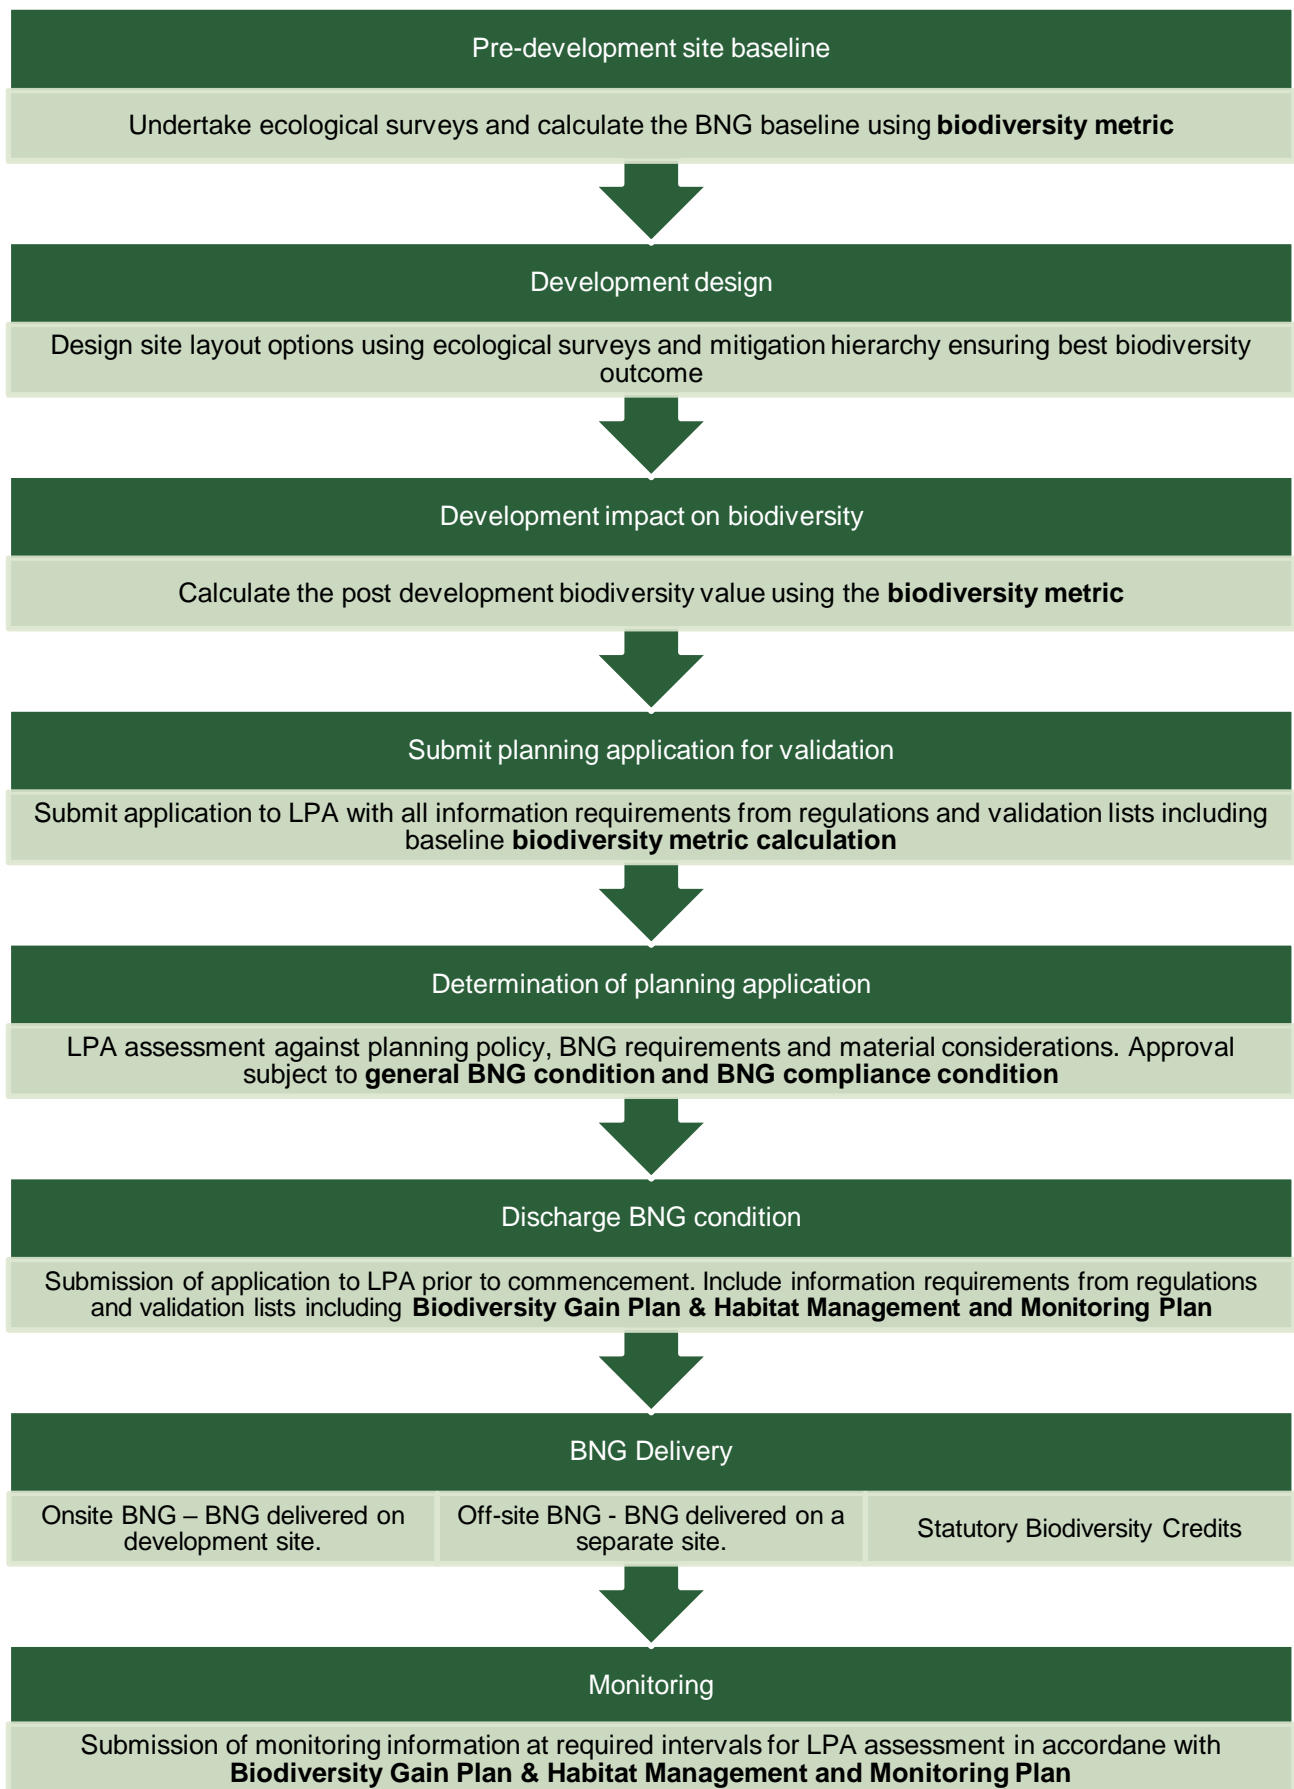 Pre-development site baseline
Undertake ecological surveys and calculate the BNG baseline using biodiversity metric
Development design
Design site layout options using ecological surveys and mitigation hierarchy ensuring best biodiversity
outcome
Development impact on biodiversity
Calculate the post development biodiversity value using the biodiversity metric
Submit planning application for validation
Submit application to LPA with all information requirements from regulations and validation lists including
baseline biodiversity metric calculation
Determination of planning application
LPA assessment against planning policy, BNG requirements and material considerations. Approval
subject to general BNG condition and BNG compliance condition
Discharge BNG condition
Submission of application to LPA prior to commencement. Include information requirements from regulations
and validation lists including Biodiversity Gain Plan & Habitat Management and Monitoring Plan
BNG Delivery
Onsite BNG – BNG delivered on
development site.
Off-site BNG - BNG delivered on a
separate site.
Statutory Biodiversity Credits
Monitoring
Submission of monitoring information at required intervals for LPA assessment in accordane with
Biodiversity Gain Plan & Habitat Management and Monitoring Plan